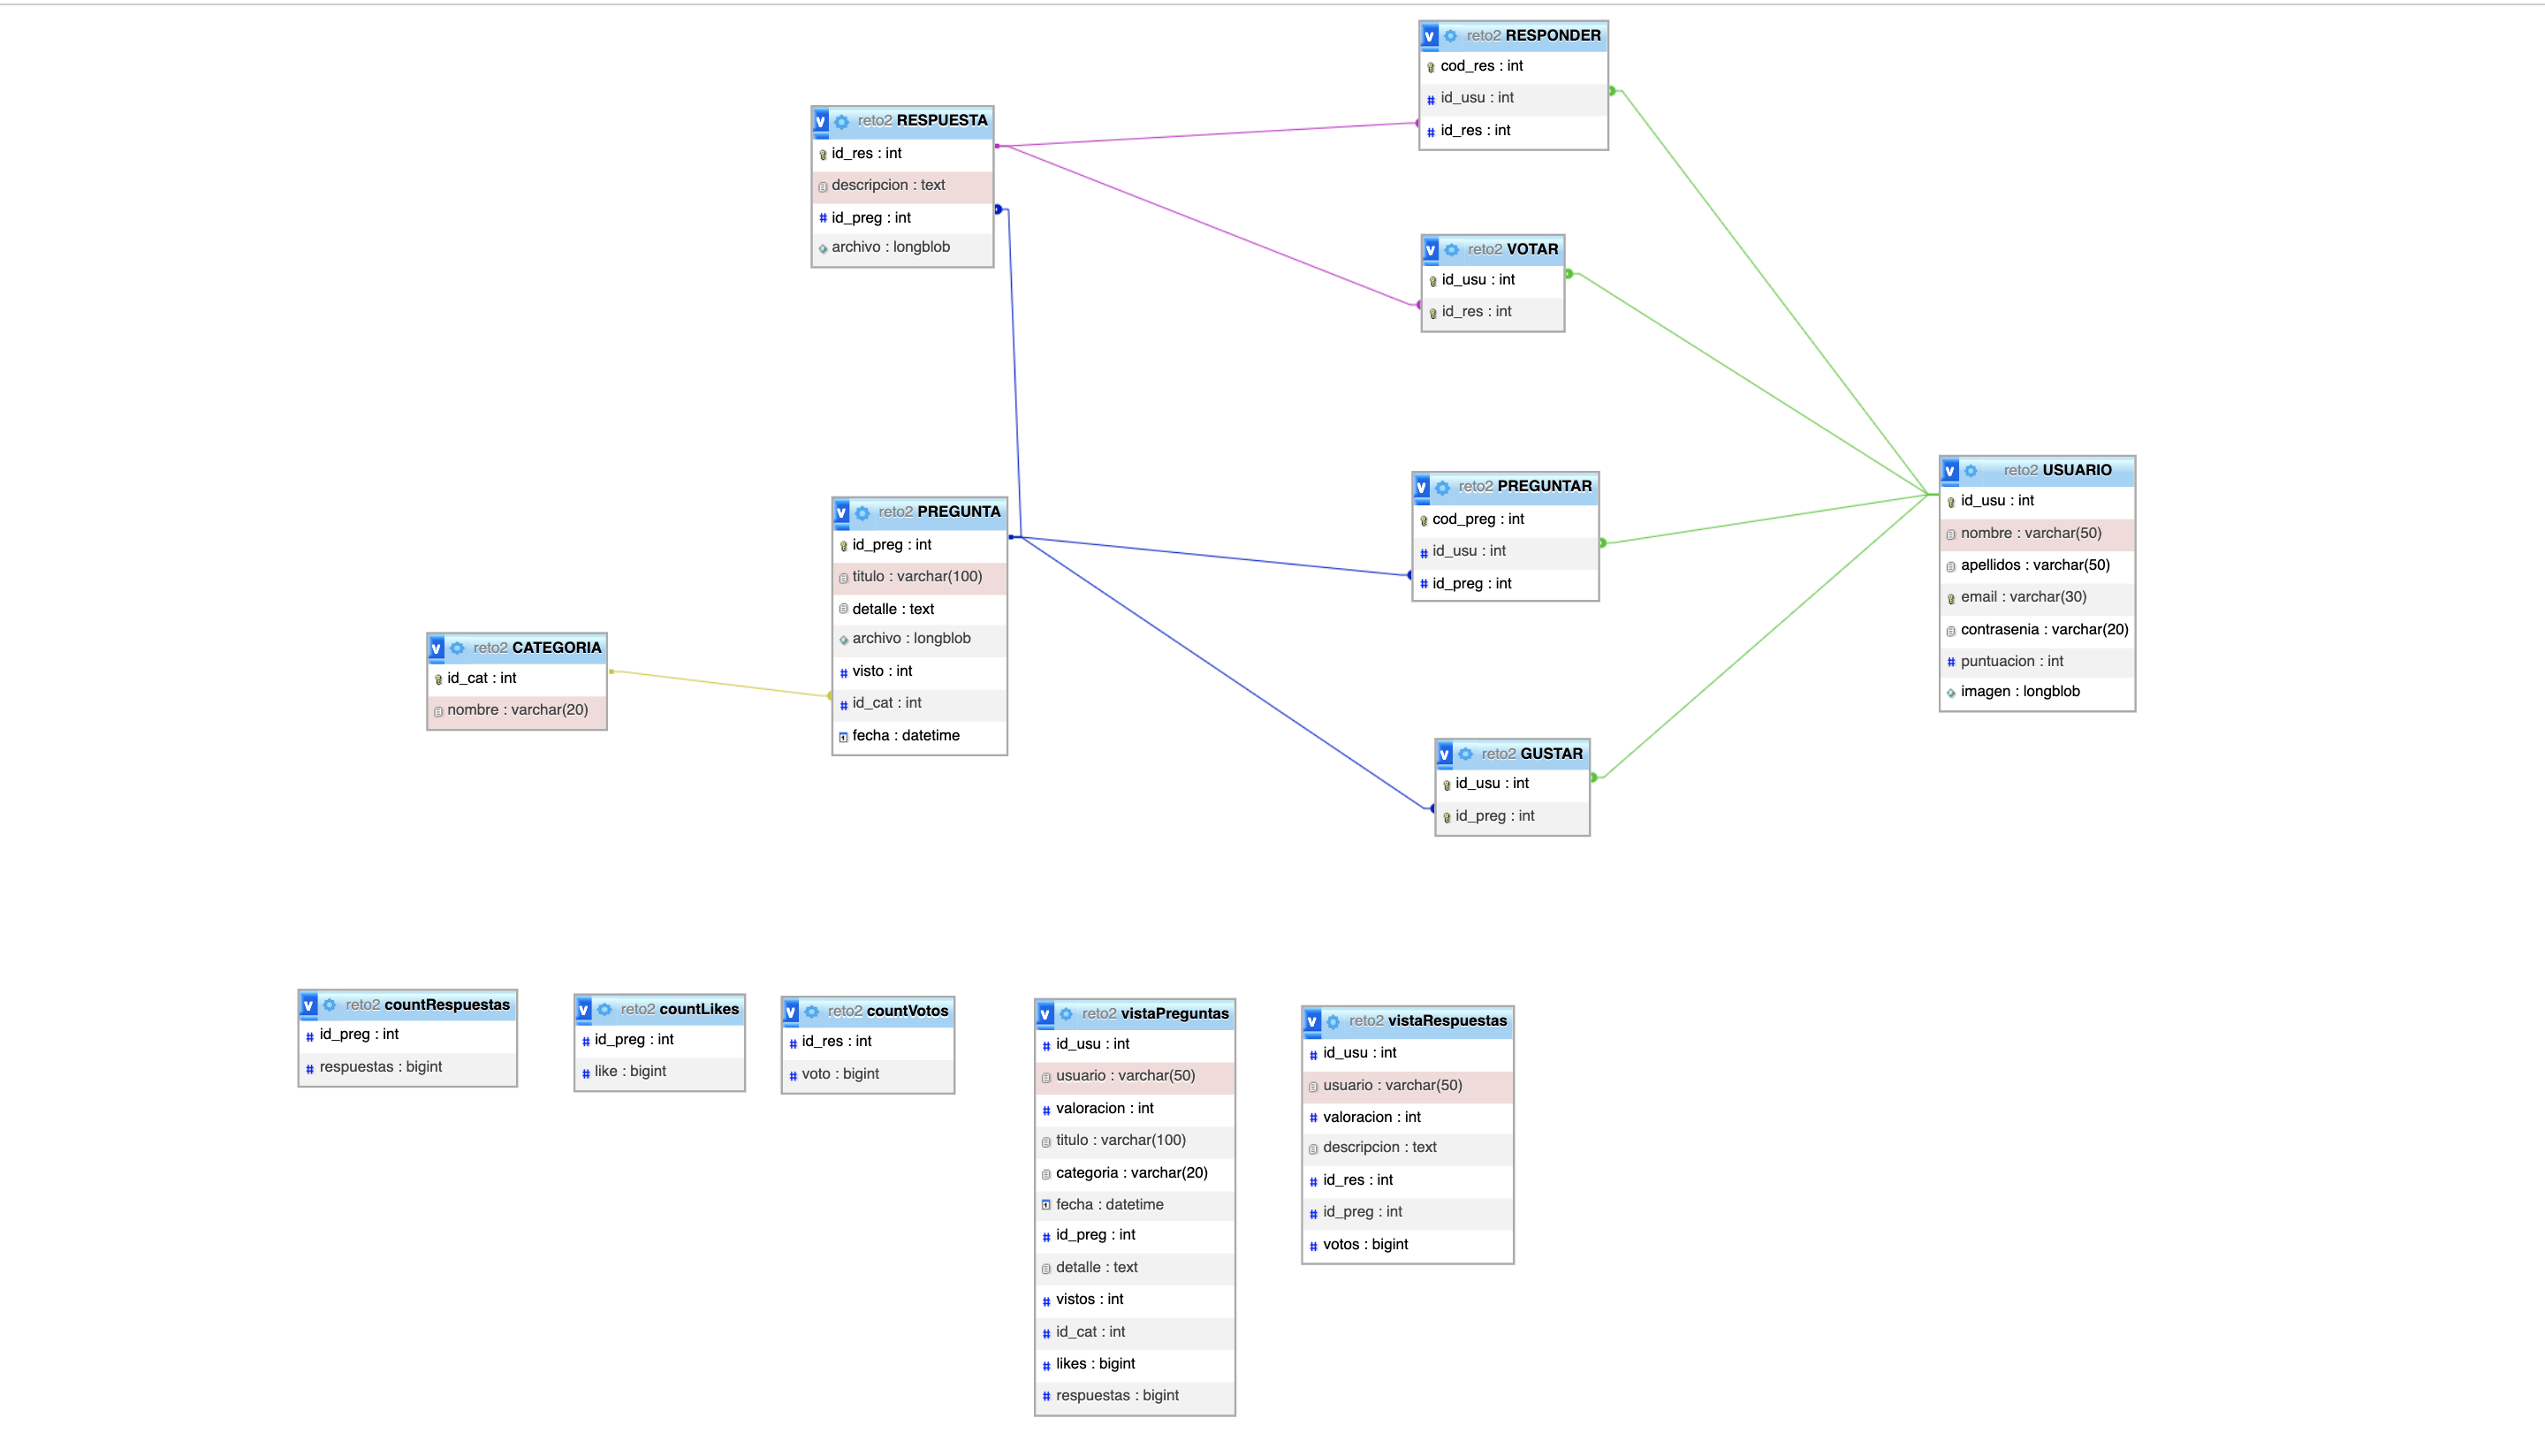 reto2 RESPONDER
cod_res : int
id_usu : int
id_res : int
reto2 RESPUESTA
id_res : int
descripcion : text
id_preg : int
archivo : longblob
reto2 VOTAR
id_usu : int
id_res : int
reto2 USUARIO
id_usu : int
nombre : varchar(50)
apellidos : varchar(50)
email : varchar(30)
contrasenia : varchar(20)
puntuacion : int
imagen : longblob
reto2 PREGUNTAR
cod_preg : int
id_usu : int
id_preg : int
reto2 PREGUNTA
id_preg : int
titulo : varchar(100)
detalle : text
archivo : longblob
visto : int
id_cat : int
fecha : datetime
reto2 CATEGORIA
id_cat : int
nombre : varchar(20)
reto2 GUSTAR
id_usu : int
id_preg : int
reto2 countRespuestas
id_preg : int
respuestas : bigint
reto2 countLikes
id_preg : int
like : bigint
reto2 countVotos
id_res : int
voto : bigint
reto2 vistaPreguntas
id_usu : int
usuario : varchar(50)
valoracion : int
titulo : varchar(100)
categoria : varchar(20)
fecha : datetime
id_preg : int
detalle : text
vistos : int
id_cat : int
likes : bigint
respuestas : bigint
reto2 vistaRespuestas
id_usu : int
usuario : varchar(50)
valoracion : int
descripcion : text
id_res : int
id_preg : int
votos : bigint